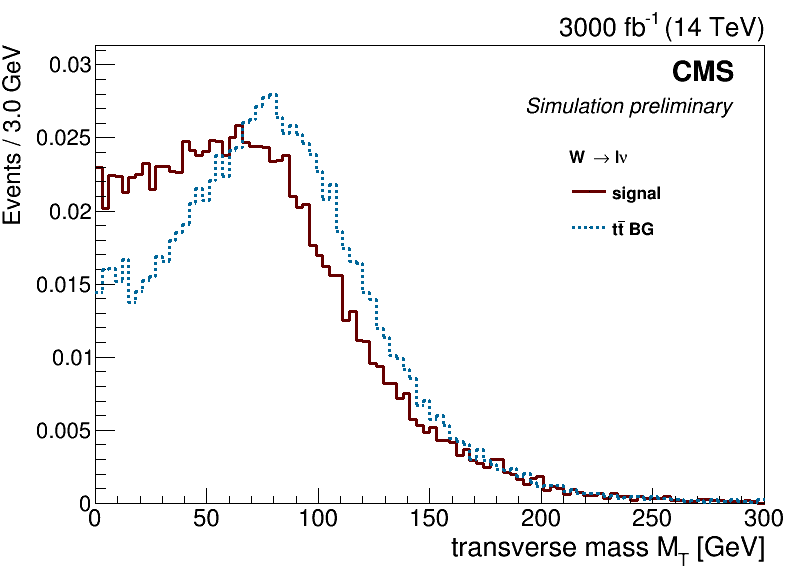 3000 fb⁻¹ (14 TeV)
Events / 3.0 GeV
0.03
0.025
0.02
0.015
0.01
0.005
0
CMS
Simulation preliminary
W → lν
signal
tt̅ BG
0 50 100 150 200 250 300
transverse mass M_T [GeV]